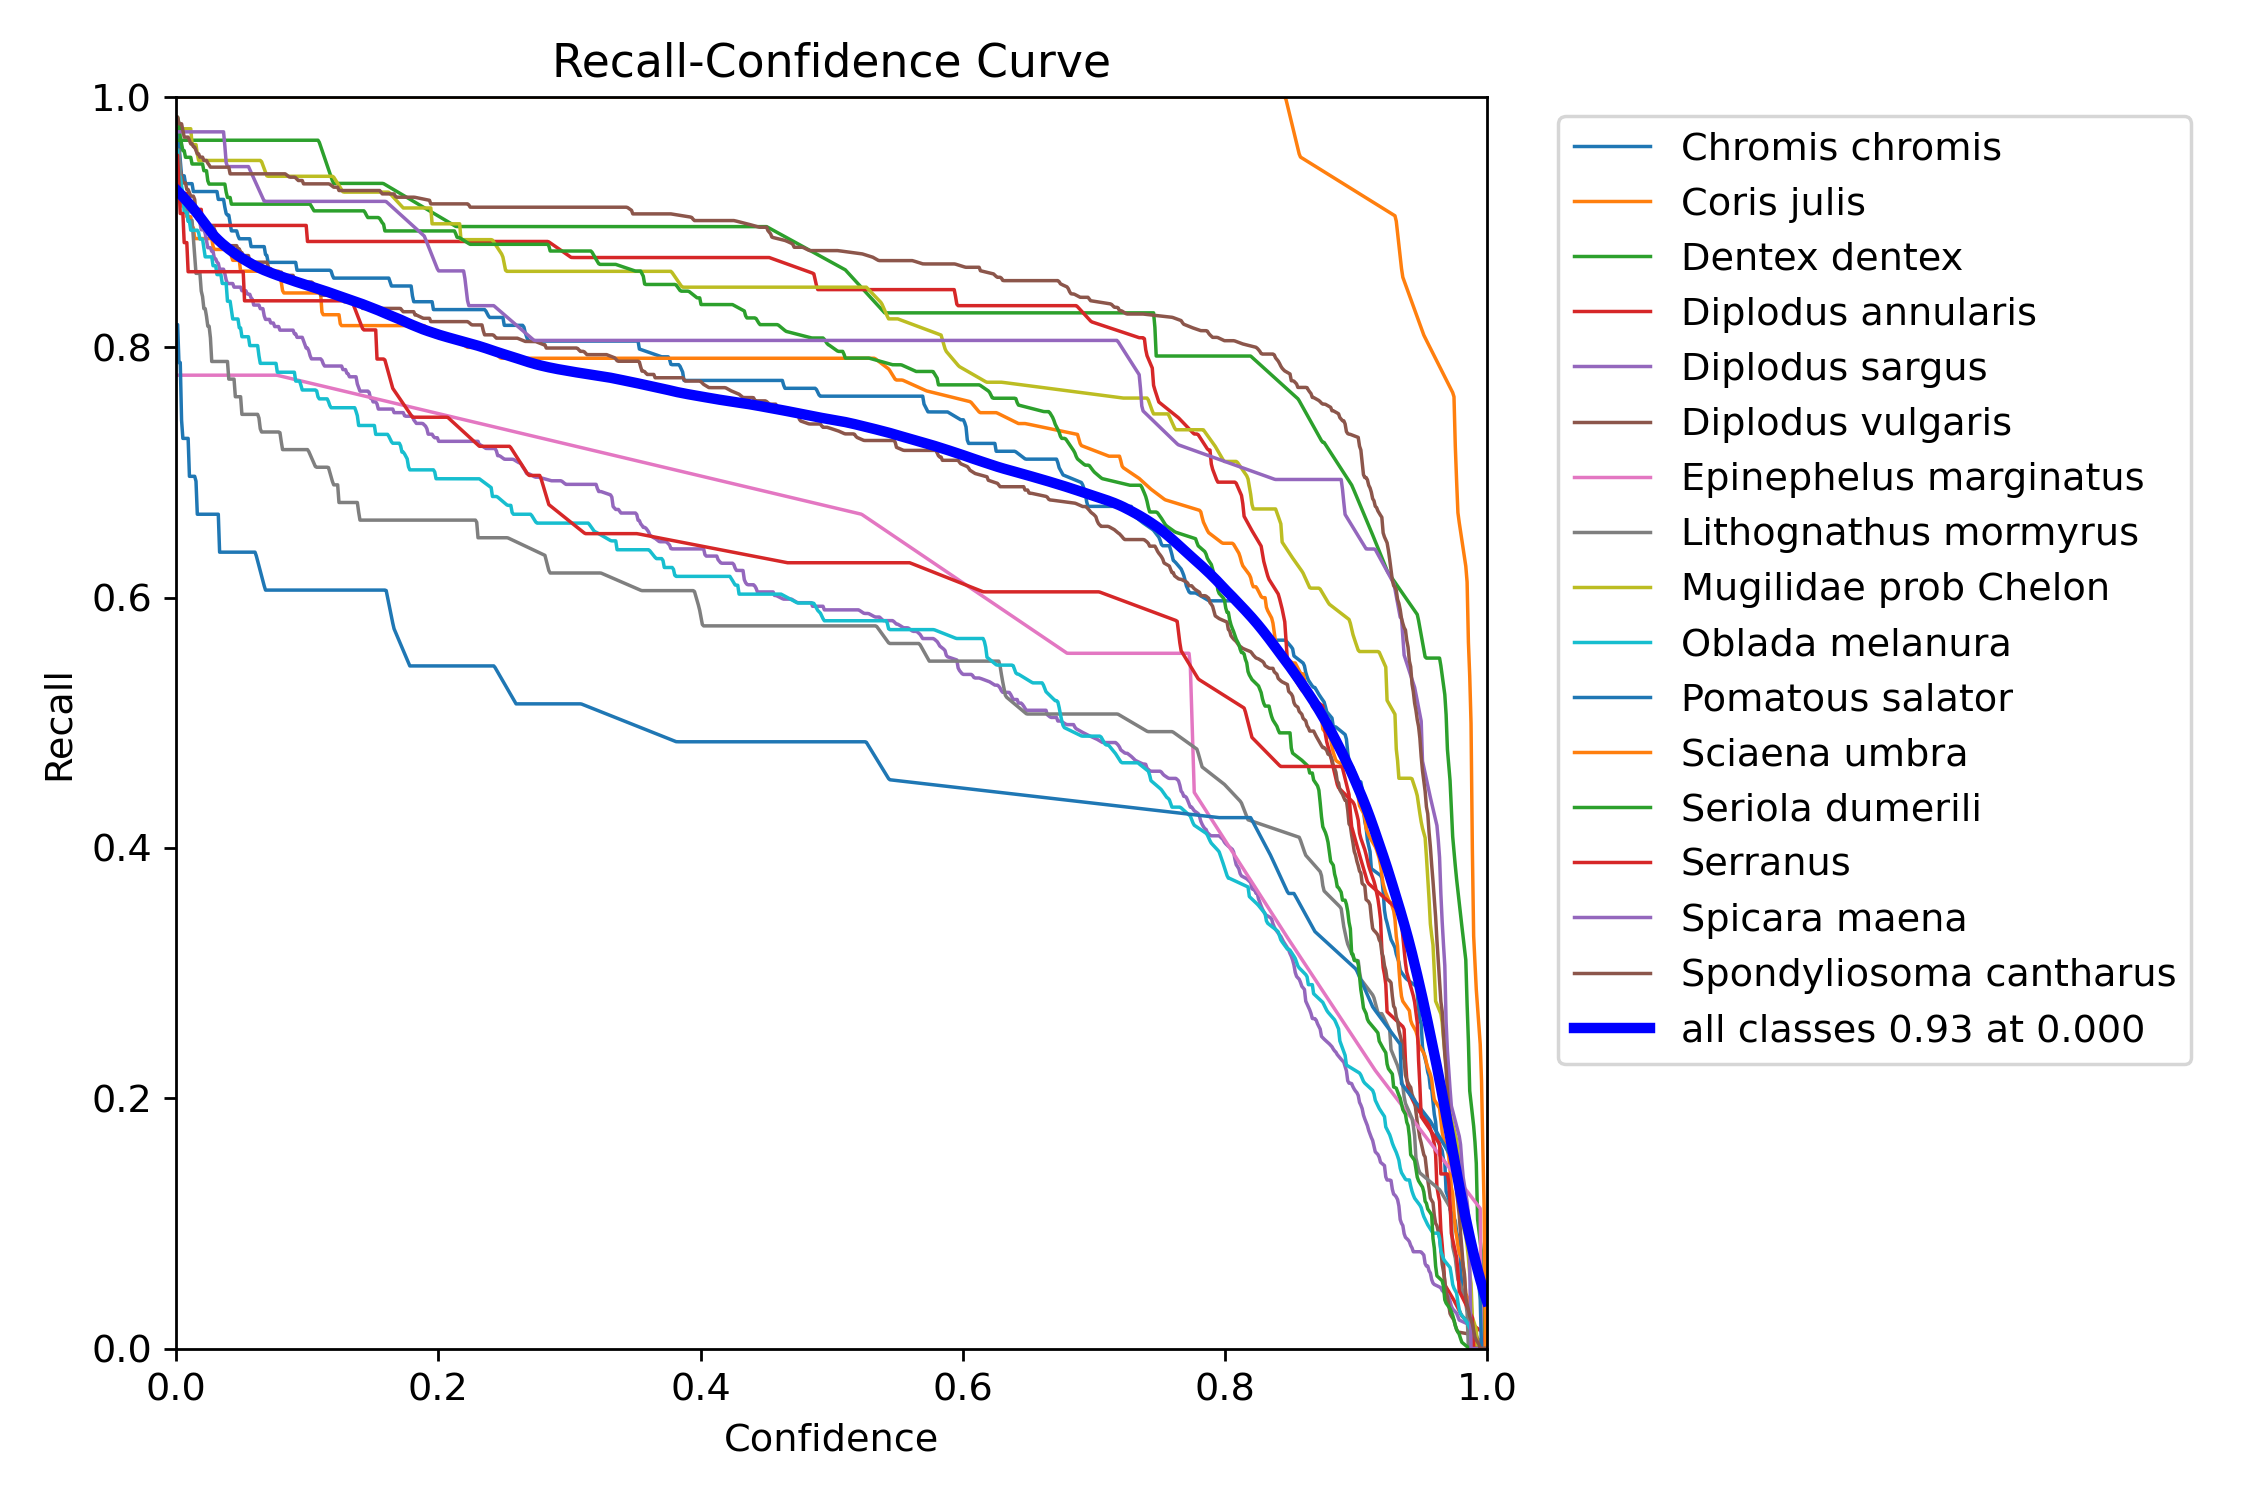 Recall-Confidence Curve
1.0
0.8
0.6
0.4
0.2
0.0
Recall
0.0 0.2 0.4 0.6 0.8 1.0
Confidence
Chromis chromis
Coris julis
Dentex dentex
Diplodus annularis
Diplodus sargus
Diplodus vulgaris
Epinephelus marginatus
Lithognathus mormyrus
Mugilidae prob Chelon
Oblada melanura
Pomatous salator
Sciaena umbra
Seriola dumerili
Serranus
Spicara maena
Spondyliosoma cantharus
all classes 0.93 at 0.000